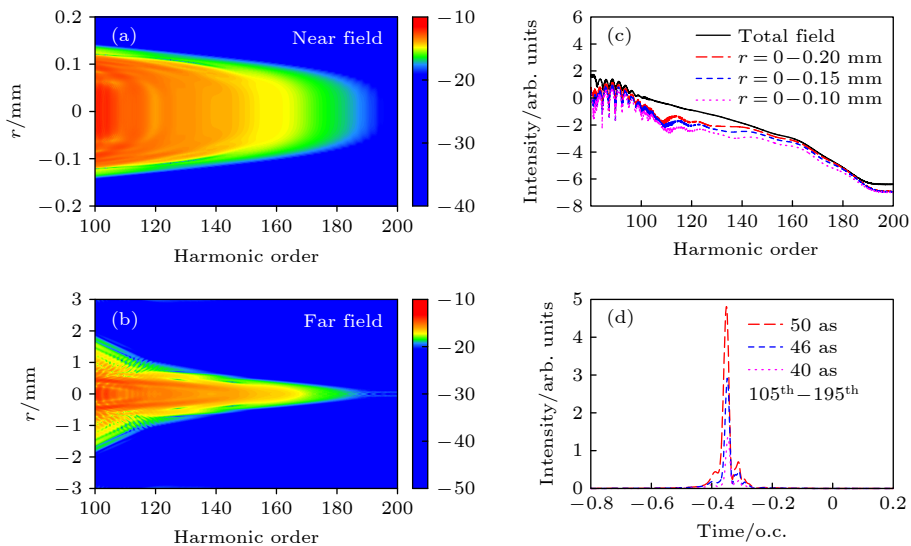 (a)
Near field
r/mm
0.2
0.1
0
−0.1
−0.2
100 120 140 160 180 200
Harmonic order
−10
−20
−30
−40
(b)
Far field
r/mm
3
2
1
0
−1
−2
−3
100 120 140 160 180 200
Harmonic order
−10
−20
−30
−40
−50
(c)
Total field
r = 0−0.20 mm
r = 0−0.15 mm
r = 0−0.10 mm
Intensity/arb. units
6
4
2
0
−2
−4
−6
−8
100 120 140 160 180 200
Harmonic order
(d)
50 as
46 as
40 as
105th−195th
Intensity/arb. units
5
4
3
2
1
0
−0.8 −0.6 −0.4 −0.2 0 0.2
Time/o.c.